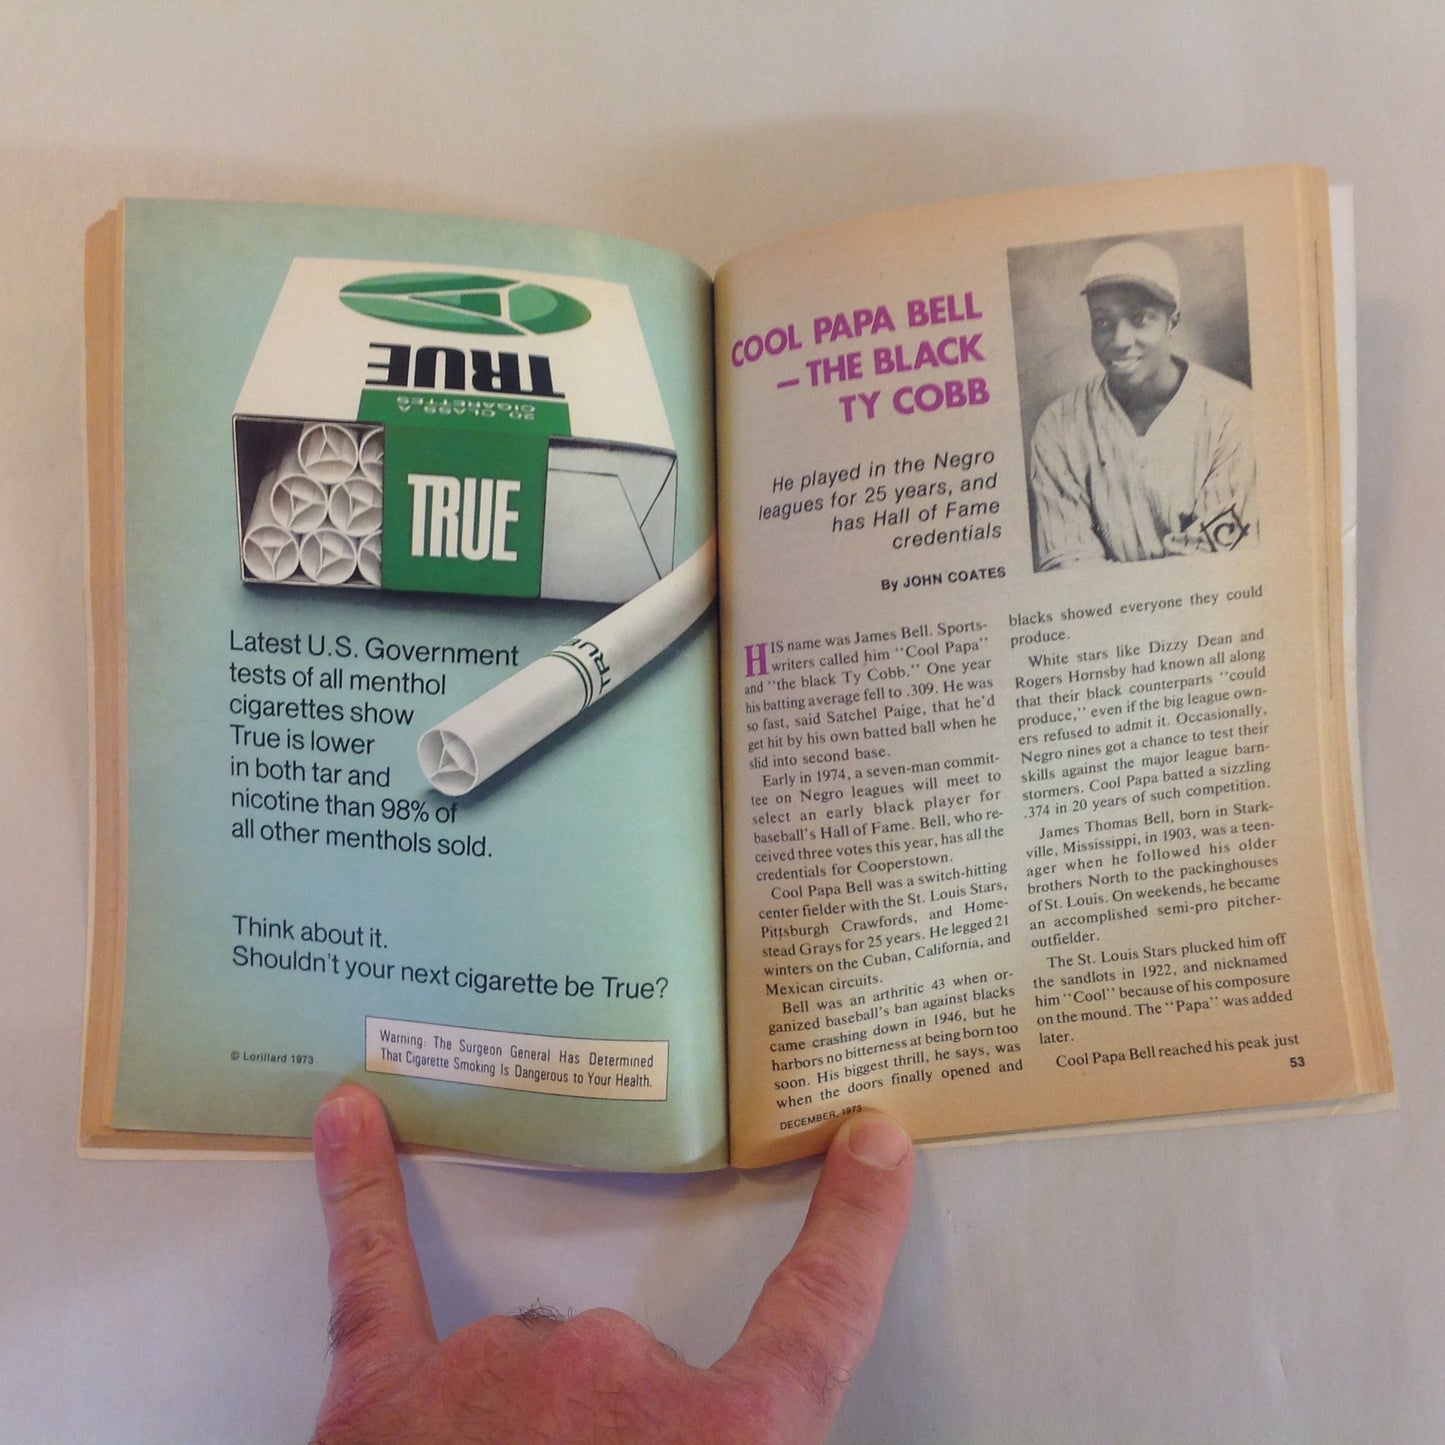 TRUE
20 CLASS A
CIGARETTES
TRUE
TRUE
Latest U.S. Government
tests of all menthol
cigarettes show
True is lower
in both tar and
nicotine than 98% of
all other menthols sold.
Think about it.
Shouldn't your next cigarette be True?
© Lorillard 1973
Warning: The Surgeon General Has Determined
That Cigarette Smoking Is Dangerous to Your Health.
COOL PAPA BELL
— THE BLACK
TY COBB
He played in the Negro
leagues for 25 years, and
has Hall of Fame
credentials
By JOHN COATES
HIS name was James Bell. Sports-
writers called him "Cool Papa"
and "the black Ty Cobb." One year
his batting average fell to .309. He was
so fast, said Satchel Paige, that he'd
get hit by his own batted ball when he
slid into second base.
Early in 1974, a seven-man commit-
tee on Negro leagues will meet to
select an early black player for
baseball's Hall of Fame. Bell, who re-
ceived three votes this year, has all the
credentials for Cooperstown.
Cool Papa Bell was a switch-hitting
center fielder with the St. Louis Stars,
Pittsburgh Crawfords, and Home-
stead Grays for 25 years. He legged 21
winters on the Cuban, California, and
Mexican circuits.
Bell was an arthritic 43 when or-
ganized baseball's ban against blacks
came crashing down in 1946, but he
harbors no bitterness at being born too
soon. His biggest thrill, he says, was
when the doors finally opened and
blacks showed everyone they could
produce.
White stars like Dizzy Dean and
Rogers Hornsby had known all along
that their black counterparts "could
produce," even if the big league own-
ers refused to admit it. Occasionally,
Negro nines got a chance to test their
skills against the major league barn-
stormers. Cool Papa batted a sizzling
.374 in 20 years of such competition.
James Thomas Bell, born in Stark-
ville, Mississippi, in 1903, was a teen-
ager when he followed his older
brothers North to the packinghouses
of St. Louis. On weekends, he became
an accomplished semi-pro pitcher-
outfielder.
The St. Louis Stars plucked him off
the sandlots in 1922, and nicknamed
him "Cool" because of his composure
on the mound. The "Papa" was added
later.
Cool Papa Bell reached his peak just
DECEMBER, 1973
53